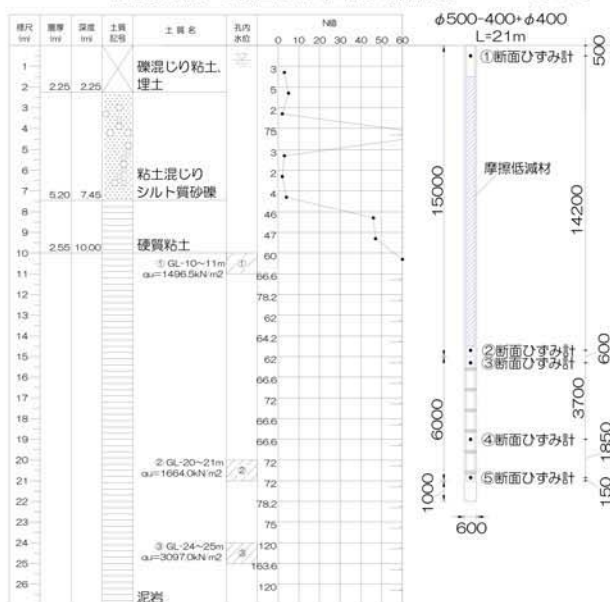 φ500-400+φ400
L=21m
標尺 (m)
層厚 (m)
深度 (m)
土質記号
土質名
孔内水位
N値
0 10 20 30 40 50 60
1
2
3
4
5
6
7
8
9
10
11
12
13
14
15
16
17
18
19
20
21
22
23
24
25
26
2.25 2.25
5.20 7.45
2.55 10.00
礫混じり粘土、
埋土
粘土混じり
シルト質砂礫
硬質粘土
① GL-10~11m
qu=1496.5kN/m2
①
② GL-20~21m
qu=1664.0kN/m2
2
③ GL-24~25m
qu=3097.0kN/m2
3
泥岩
3
5
2
75
3
2
4
46
47
60
66.6
78.2
62
64.2
62
66.6
72
66.6
66.6
72
72
78.2
75
120
163.6
120
①断面ひずみ計
摩擦低減材
②断面ひずみ計
③断面ひずみ計
④断面ひずみ計
⑤断面ひずみ計
15000
6000
1000
600
500
14200
600
3700
1850
150